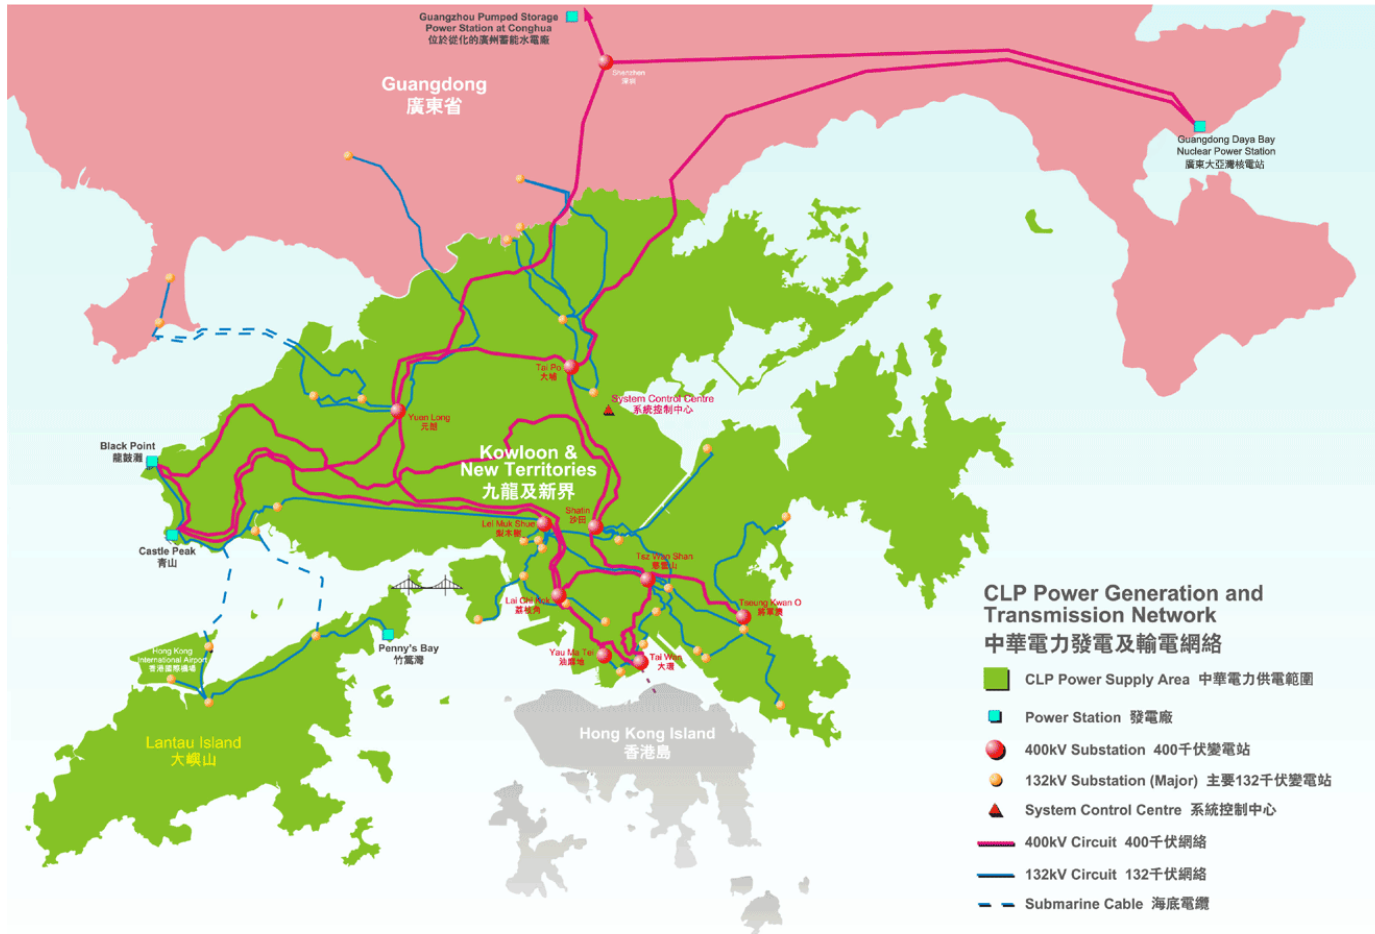 Guangzhou Pumped Storage
Power Station at Conghua
位於從化的廣州蓄能水電廠
Shenzhen
深圳
Guangdong
廣東省
Guangdong Daya Bay
Nuclear Power Station
廣東大亞灣核電站
Tai Po
大埔
System Control Centre
系統控制中心
Yuen Long
元朗
Black Point
龍鼓灘
Kowloon &
New Territories
九龍及新界
Castle Peak
青山
Lei Muk Shue
梨木樹
Shatin
沙田
Tsz Wan Shan
慈雲山
Lai Chi Kok
荔枝角
Tseung Kwan O
將軍澳
Hong Kong
International Airport
香港國際機場
Penny's Bay
竹篙灣
Yau Ma Tei
油麻地
Tai Wan
大環
Lantau Island
大嶼山
Hong Kong Island
香港島
CLP Power Generation and
Transmission Network
中華電力發電及輸電網絡
CLP Power Supply Area 中華電力供電範圍
Power Station 發電廠
400kV Substation 400千伏變電站
132kV Substation (Major) 主要132千伏變電站
System Control Centre 系統控制中心
400kV Circuit 400千伏網絡
132kV Circuit 132千伏網絡
Submarine Cable 海底電纜